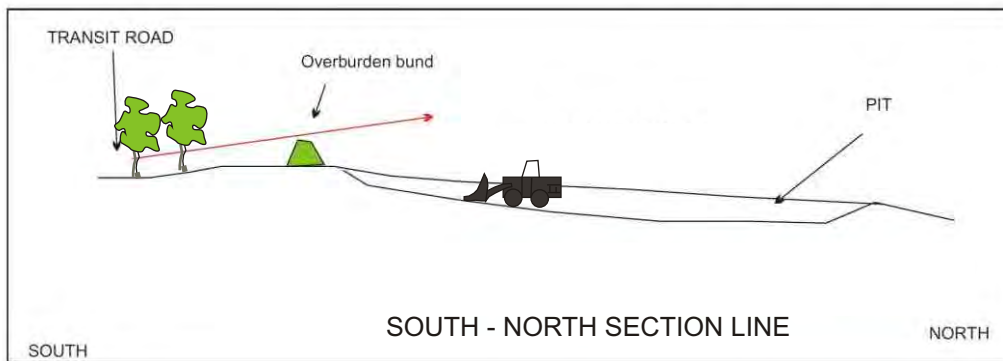 TRANSIT ROAD
Overburden bund
PIT
SOUTH - NORTH SECTION LINE
SOUTH
NORTH